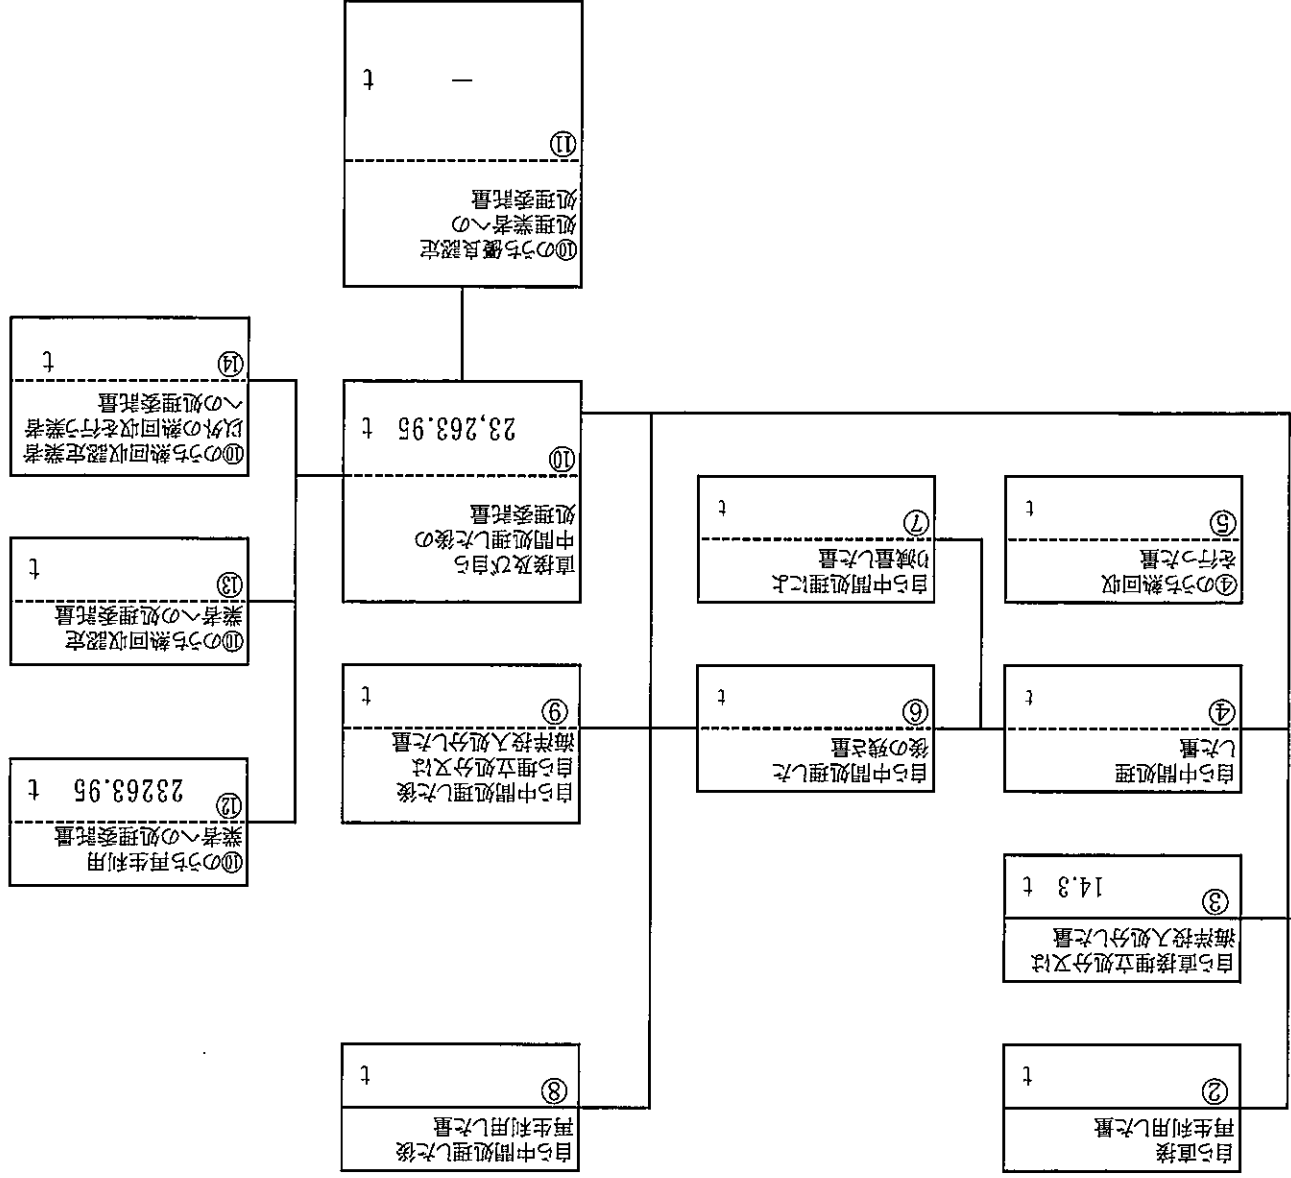 自ら直接
再生利用した量
②
t
自ら直接埋立処分又は
海洋投入処分した量
③
14.3 t
自ら中間処理
した量
④
t
④のうち熱回収
を行った量
⑤
t
自ら中間処理した
後の残さ量
⑥
t
自ら中間処理によ
り減量した量
⑦
t
自ら中間処理した後
再生利用した量
⑧
t
自ら中間処理した後
自ら埋立処分又は
海洋投入処分した量
⑨
t
直接及び自ら
中間処理した後の
処理委託量
⑩
23,263.95 t
⑩のうち優良認定
処理業者への
処理委託量
⑪
— t
⑩のうち再生利用
業者への処理委託量
⑫
23263.95 t
⑩のうち熱回収認定
業者への処理委託量
⑬
t
⑩のうち熱回収認定業者
以外の熱回収を行う業者
への処理委託量
⑭
t